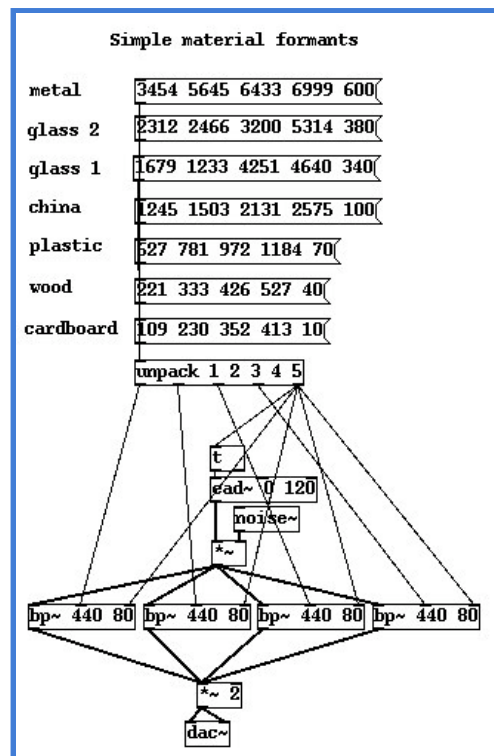 Simple material formants
metal 3454 5645 6433 6999 600
glass 2 2312 2466 3200 5314 380
glass 1 1679 1233 4251 4640 340
china 1245 1503 2131 2575 100
plastic 527 781 972 1184 70
wood 221 333 426 527 40
cardboard 109 230 352 413 10
unpack 1 2 3 4 5
t
ead~ 0 120
noise~
*~
bp~ 440 80 bp~ 440 80 bp~ 440 80 bp~ 440 80
*~ 2
dac~